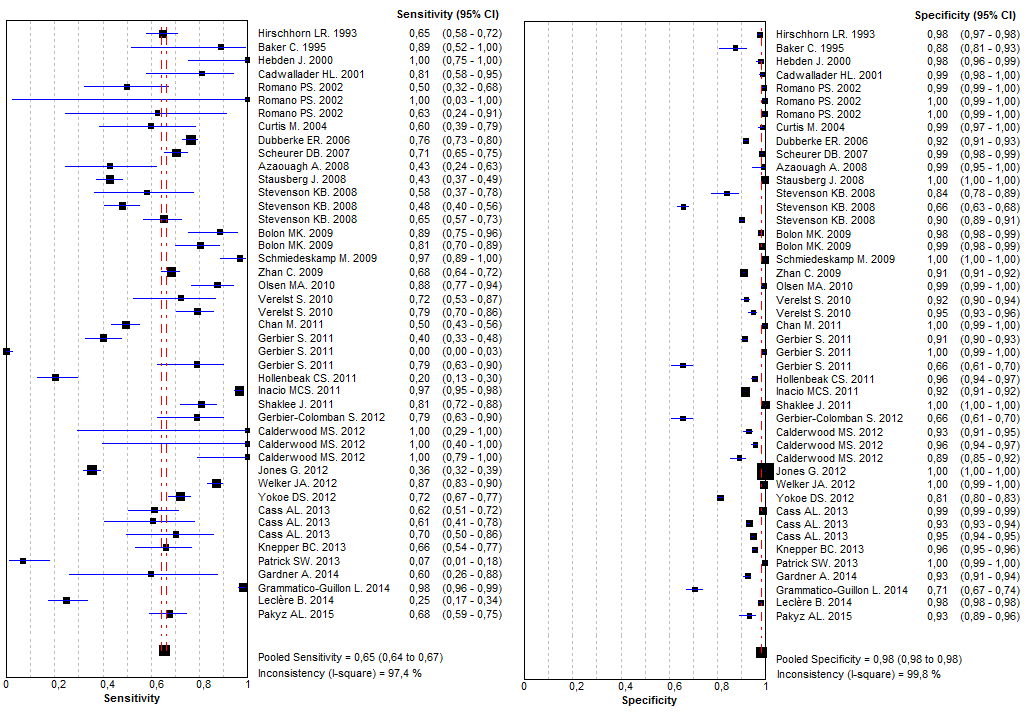 Sensitivity (95% CI)
Hirschhorn LR. 1993 0,65 (0,58 - 0,72)
Baker C. 1995 0,89 (0,52 - 1,00)
Hebden J. 2000 1,00 (0,75 - 1,00)
Cadwallader HL. 2001 0,81 (0,58 - 0,95)
Romano PS. 2002 0,50 (0,32 - 0,68)
Romano PS. 2002 1,00 (0,03 - 1,00)
Romano PS. 2002 0,63 (0,24 - 0,91)
Curtis M. 2004 0,60 (0,39 - 0,79)
Dubberke ER. 2006 0,76 (0,73 - 0,80)
Scheurer DB. 2007 0,71 (0,65 - 0,75)
Azaouagh A. 2008 0,43 (0,24 - 0,63)
Stausberg J. 2008 0,43 (0,37 - 0,49)
Stevenson KB. 2008 0,58 (0,37 - 0,78)
Stevenson KB. 2008 0,48 (0,40 - 0,56)
Stevenson KB. 2008 0,65 (0,57 - 0,73)
Bolon MK. 2009 0,89 (0,75 - 0,96)
Bolon MK. 2009 0,81 (0,70 - 0,89)
Schmiedeskamp M. 2009 0,97 (0,89 - 1,00)
Zhan C. 2009 0,68 (0,64 - 0,72)
Olsen MA. 2010 0,88 (0,77 - 0,94)
Verelst S. 2010 0,72 (0,53 - 0,87)
Verelst S. 2010 0,79 (0,70 - 0,86)
Chan M. 2011 0,50 (0,43 - 0,56)
Gerbier S. 2011 0,40 (0,33 - 0,48)
Gerbier S. 2011 0,00 (0,00 - 0,03)
Gerbier S. 2011 0,79 (0,63 - 0,90)
Hollenbeak CS. 2011 0,20 (0,13 - 0,30)
Inacio MCS. 2011 0,97 (0,95 - 0,98)
Shaklee J. 2011 0,81 (0,72 - 0,88)
Gerbier-Colomban S. 2012 0,79 (0,63 - 0,90)
Calderwood MS. 2012 1,00 (0,29 - 1,00)
Calderwood MS. 2012 1,00 (0,40 - 1,00)
Calderwood MS. 2012 1,00 (0,79 - 1,00)
Jones G. 2012 0,36 (0,32 - 0,39)
Welker JA. 2012 0,87 (0,83 - 0,90)
Yokoe DS. 2012 0,72 (0,67 - 0,77)
Cass AL. 2013 0,62 (0,51 - 0,72)
Cass AL. 2013 0,61 (0,41 - 0,78)
Cass AL. 2013 0,70 (0,50 - 0,86)
Knepper BC. 2013 0,66 (0,54 - 0,77)
Patrick SW. 2013 0,07 (0,01 - 0,18)
Gardner A. 2014 0,60 (0,26 - 0,88)
Grammatico-Guillon L. 2014 0,98 (0,96 - 0,99)
Leclère B. 2014 0,25 (0,17 - 0,34)
Pakyz AL. 2015 0,68 (0,59 - 0,75)
Pooled Sensitivity = 0,65 (0,64 to 0,67)
Inconsistency (I-square) = 97,4 %
0 0,2 0,4 0,6 0,8 1
Sensitivity
Specificity (95% CI)
Hirschhorn LR. 1993 0,98 (0,97 - 0,98)
Baker C. 1995 0,88 (0,81 - 0,93)
Hebden J. 2000 0,98 (0,96 - 0,99)
Cadwallader HL. 2001 0,99 (0,98 - 1,00)
Romano PS. 2002 0,99 (0,99 - 1,00)
Romano PS. 2002 1,00 (0,99 - 1,00)
Romano PS. 2002 1,00 (0,99 - 1,00)
Curtis M. 2004 0,99 (0,97 - 1,00)
Dubberke ER. 2006 0,92 (0,91 - 0,93)
Scheurer DB. 2007 0,99 (0,98 - 0,99)
Azaouagh A. 2008 0,99 (0,95 - 1,00)
Stausberg J. 2008 1,00 (1,00 - 1,00)
Stevenson KB. 2008 0,84 (0,78 - 0,89)
Stevenson KB. 2008 0,66 (0,63 - 0,68)
Stevenson KB. 2008 0,90 (0,89 - 0,91)
Bolon MK. 2009 0,98 (0,98 - 0,99)
Bolon MK. 2009 0,99 (0,98 - 0,99)
Schmiedeskamp M. 2009 1,00 (1,00 - 1,00)
Zhan C. 2009 0,91 (0,91 - 0,92)
Olsen MA. 2010 0,99 (0,99 - 1,00)
Verelst S. 2010 0,92 (0,90 - 0,94)
Verelst S. 2010 0,95 (0,93 - 0,96)
Chan M. 2011 1,00 (0,99 - 1,00)
Gerbier S. 2011 0,91 (0,90 - 0,93)
Gerbier S. 2011 1,00 (0,99 - 1,00)
Gerbier S. 2011 0,66 (0,61 - 0,70)
Hollenbeak CS. 2011 0,96 (0,94 - 0,97)
Inacio MCS. 2011 0,92 (0,91 - 0,92)
Shaklee J. 2011 1,00 (1,00 - 1,00)
Gerbier-Colomban S. 2012 0,66 (0,61 - 0,70)
Calderwood MS. 2012 0,93 (0,91 - 0,95)
Calderwood MS. 2012 0,96 (0,94 - 0,97)
Calderwood MS. 2012 0,89 (0,85 - 0,92)
Jones G. 2012 1,00 (1,00 - 1,00)
Welker JA. 2012 1,00 (0,99 - 1,00)
Yokoe DS. 2012 0,81 (0,80 - 0,83)
Cass AL. 2013 0,99 (0,99 - 0,99)
Cass AL. 2013 0,93 (0,93 - 0,94)
Cass AL. 2013 0,95 (0,94 - 0,95)
Knepper BC. 2013 0,96 (0,95 - 0,96)
Patrick SW. 2013 1,00 (0,99 - 1,00)
Gardner A. 2014 0,93 (0,91 - 0,94)
Grammatico-Guillon L. 2014 0,71 (0,67 - 0,74)
Leclère B. 2014 0,98 (0,98 - 0,98)
Pakyz AL. 2015 0,93 (0,89 - 0,96)
Pooled Specificity = 0,98 (0,98 to 0,98)
Inconsistency (I-square) = 99,8 %
0 0,2 0,4 0,6 0,8 1
Specificity